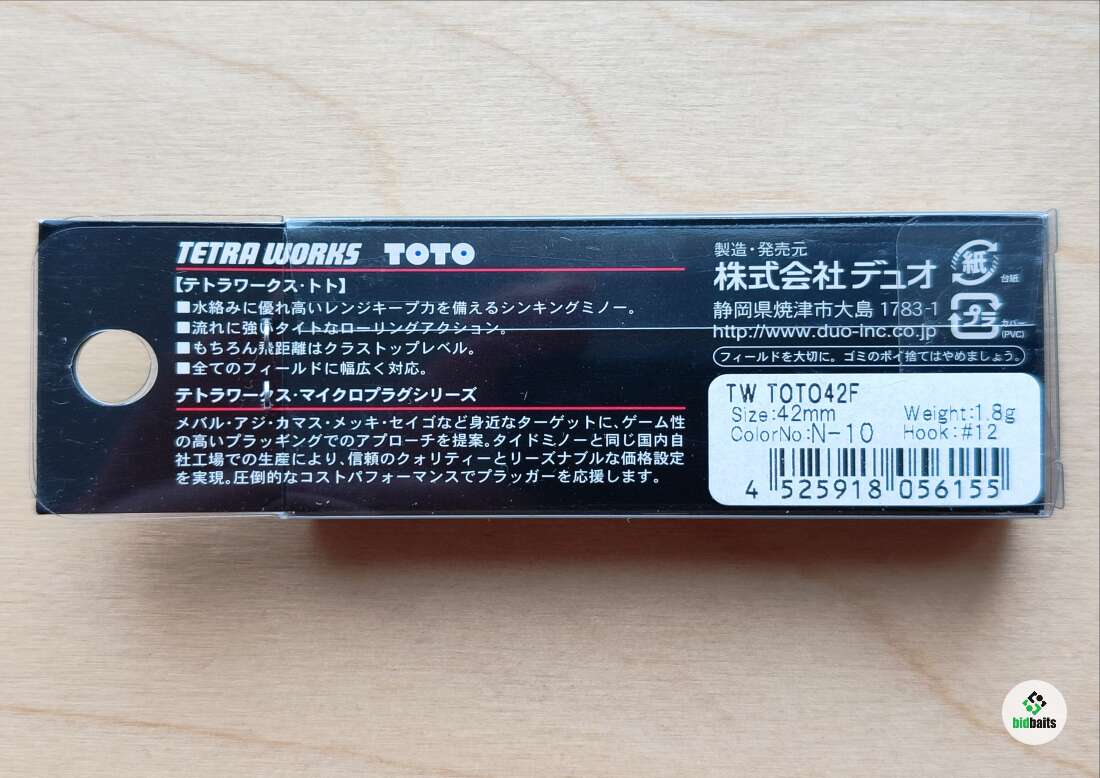 TETRA WORKS TOTO
【テトラワークス・トト】
■水絡みに優れ高いレンジキープ力を備えるシンキングミノー。
■流れに強いタイトなローリングアクション。
■もちろん飛距離はクラストップレベル。
■全てのフィールドに幅広く対応。
テトラワークス・マイクロプラグシリーズ
メバル・アジ・カマス・メッキ・セイゴなど身近なターゲットに、ゲーム性
の高いプラッギングでのアプローチを提案。タイドミノーと同じ国内自
社工場での生産により、信頼のクォリティーとリーズナブルな価格設定
を実現。圧倒的なコストパフォーマンスでプラッガーを応援します。
製造・発売元
株式会社デュオ
静岡県焼津市大島 1783-1
http://www.duo-inc.co.jp
紙
台紙
プラ
カバー
(PVC)
フィールドを大切に。ゴミのポイ捨てはやめましょう。
TW TOTO42F
Size:42mm Weight:1.8g
ColorNo:N-10 Hook:#12
4 525918 056155
bidbaits